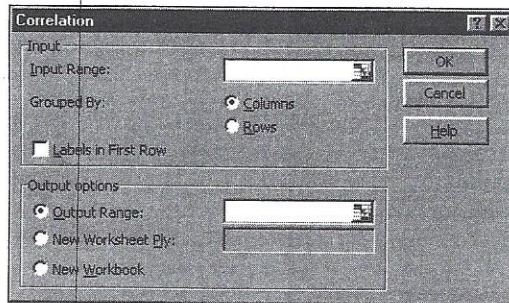 Correlation
Input
Input Range:
Grouped By:
Columns
Rows
Labels in First Row
OK
Cancel
Help
Output options
Output Range:
New Worksheet Ply:
New Workbook